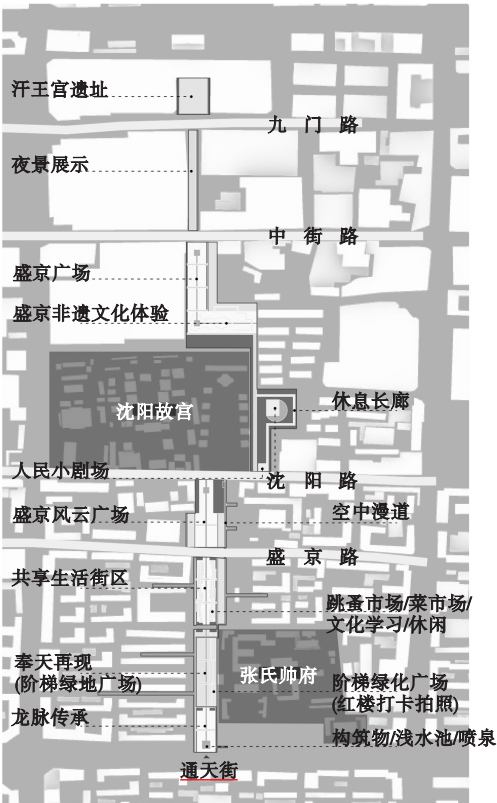 汗王宫遗址
九门路
夜景展示
中街路
盛京广场
盛京非遗文化体验
沈阳故宫
休息长廊
人民小剧场
沈阳路
盛京风云广场
空中漫道
盛京路
共享生活街区
跳蚤市场/菜市场/
文化学习/休闲
奉天再现
(阶梯绿地广场)
张氏帅府
阶梯绿化广场
(红楼打卡拍照)
龙脉传承
构筑物/浅水池/喷泉
通天街